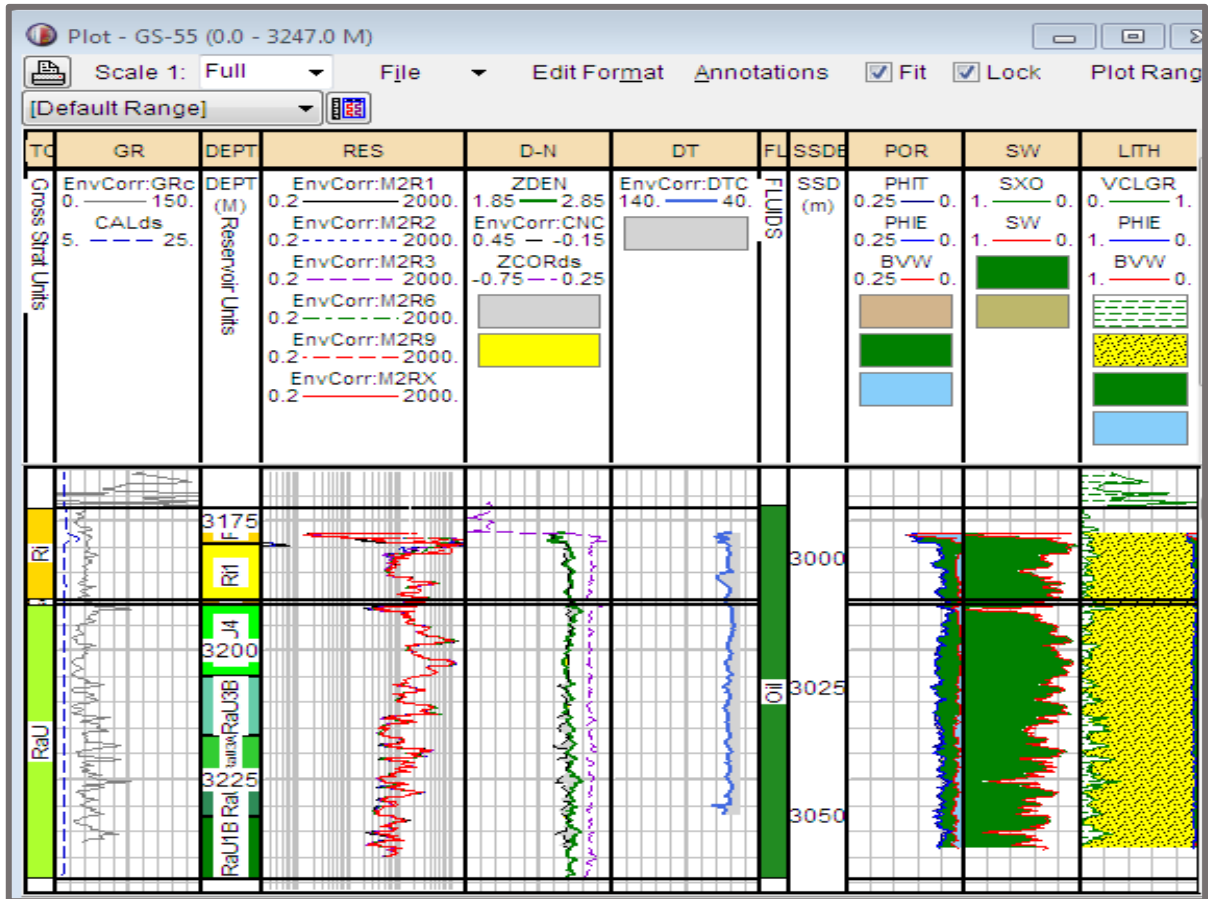 Plot - GS-55 (0.0 - 3247.0 M)
Scale 1: Full File Edit Format Annotations Fit Lock Plot Rang
[Default Range]
TO GR DEPT RES D-N DT FL SSDE POR SW LITH
Gross Strat Units
EnvCorr:GRc
0. 150.
CALds
5. 25.
DEPT
(M)
Reservoir Units
EnvCorr:M2R1
0.2 2000.
EnvCorr:M2R2
0.2 2000.
EnvCorr:M2R3
0.2 2000.
EnvCorr:M2R6
0.2 2000.
EnvCorr:M2R9
0.2 2000.
EnvCorr:M2RX
0.2 2000.
ZDEN
1.85 2.85
EnvCorr:CNC
0.45 -0.15
ZCORds
-0.75 0.25
EnvCorr:DTC
140. 40.
FLUIDS
SSD
(m)
PHIT
0.25 0.
PHIE
0.25 0.
BVW
0.25 0.
SXO
1. 0.
SW
1. 0.
VCLGR
0. 1.
PHIE
1. 0.
BVW
1. 0.
Ri
RaU
3175
F
Ri1
J4
3200
RaU3B
3225
RaU1B
Oil
3000
3025
3050